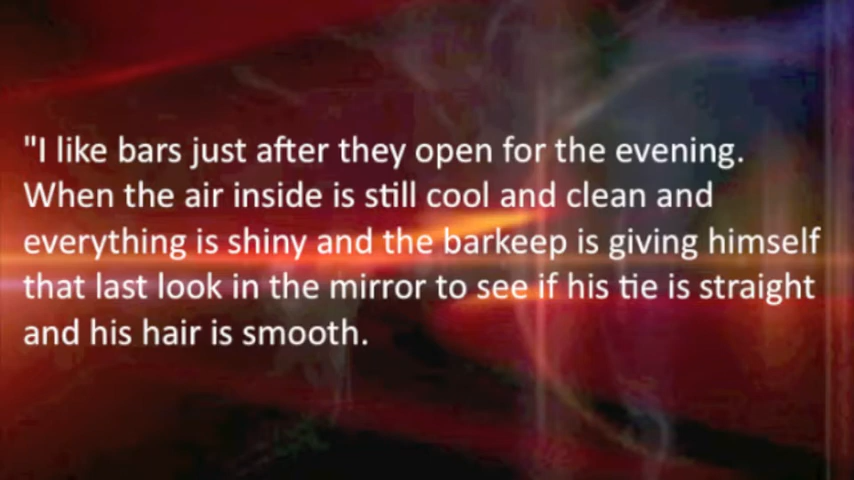 "I like bars just after they open for the evening.
When the air inside is still cool and clean and
everything is shiny and the barkeep is giving himself
that last look in the mirror to see if his tie is straight
and his hair is smooth.